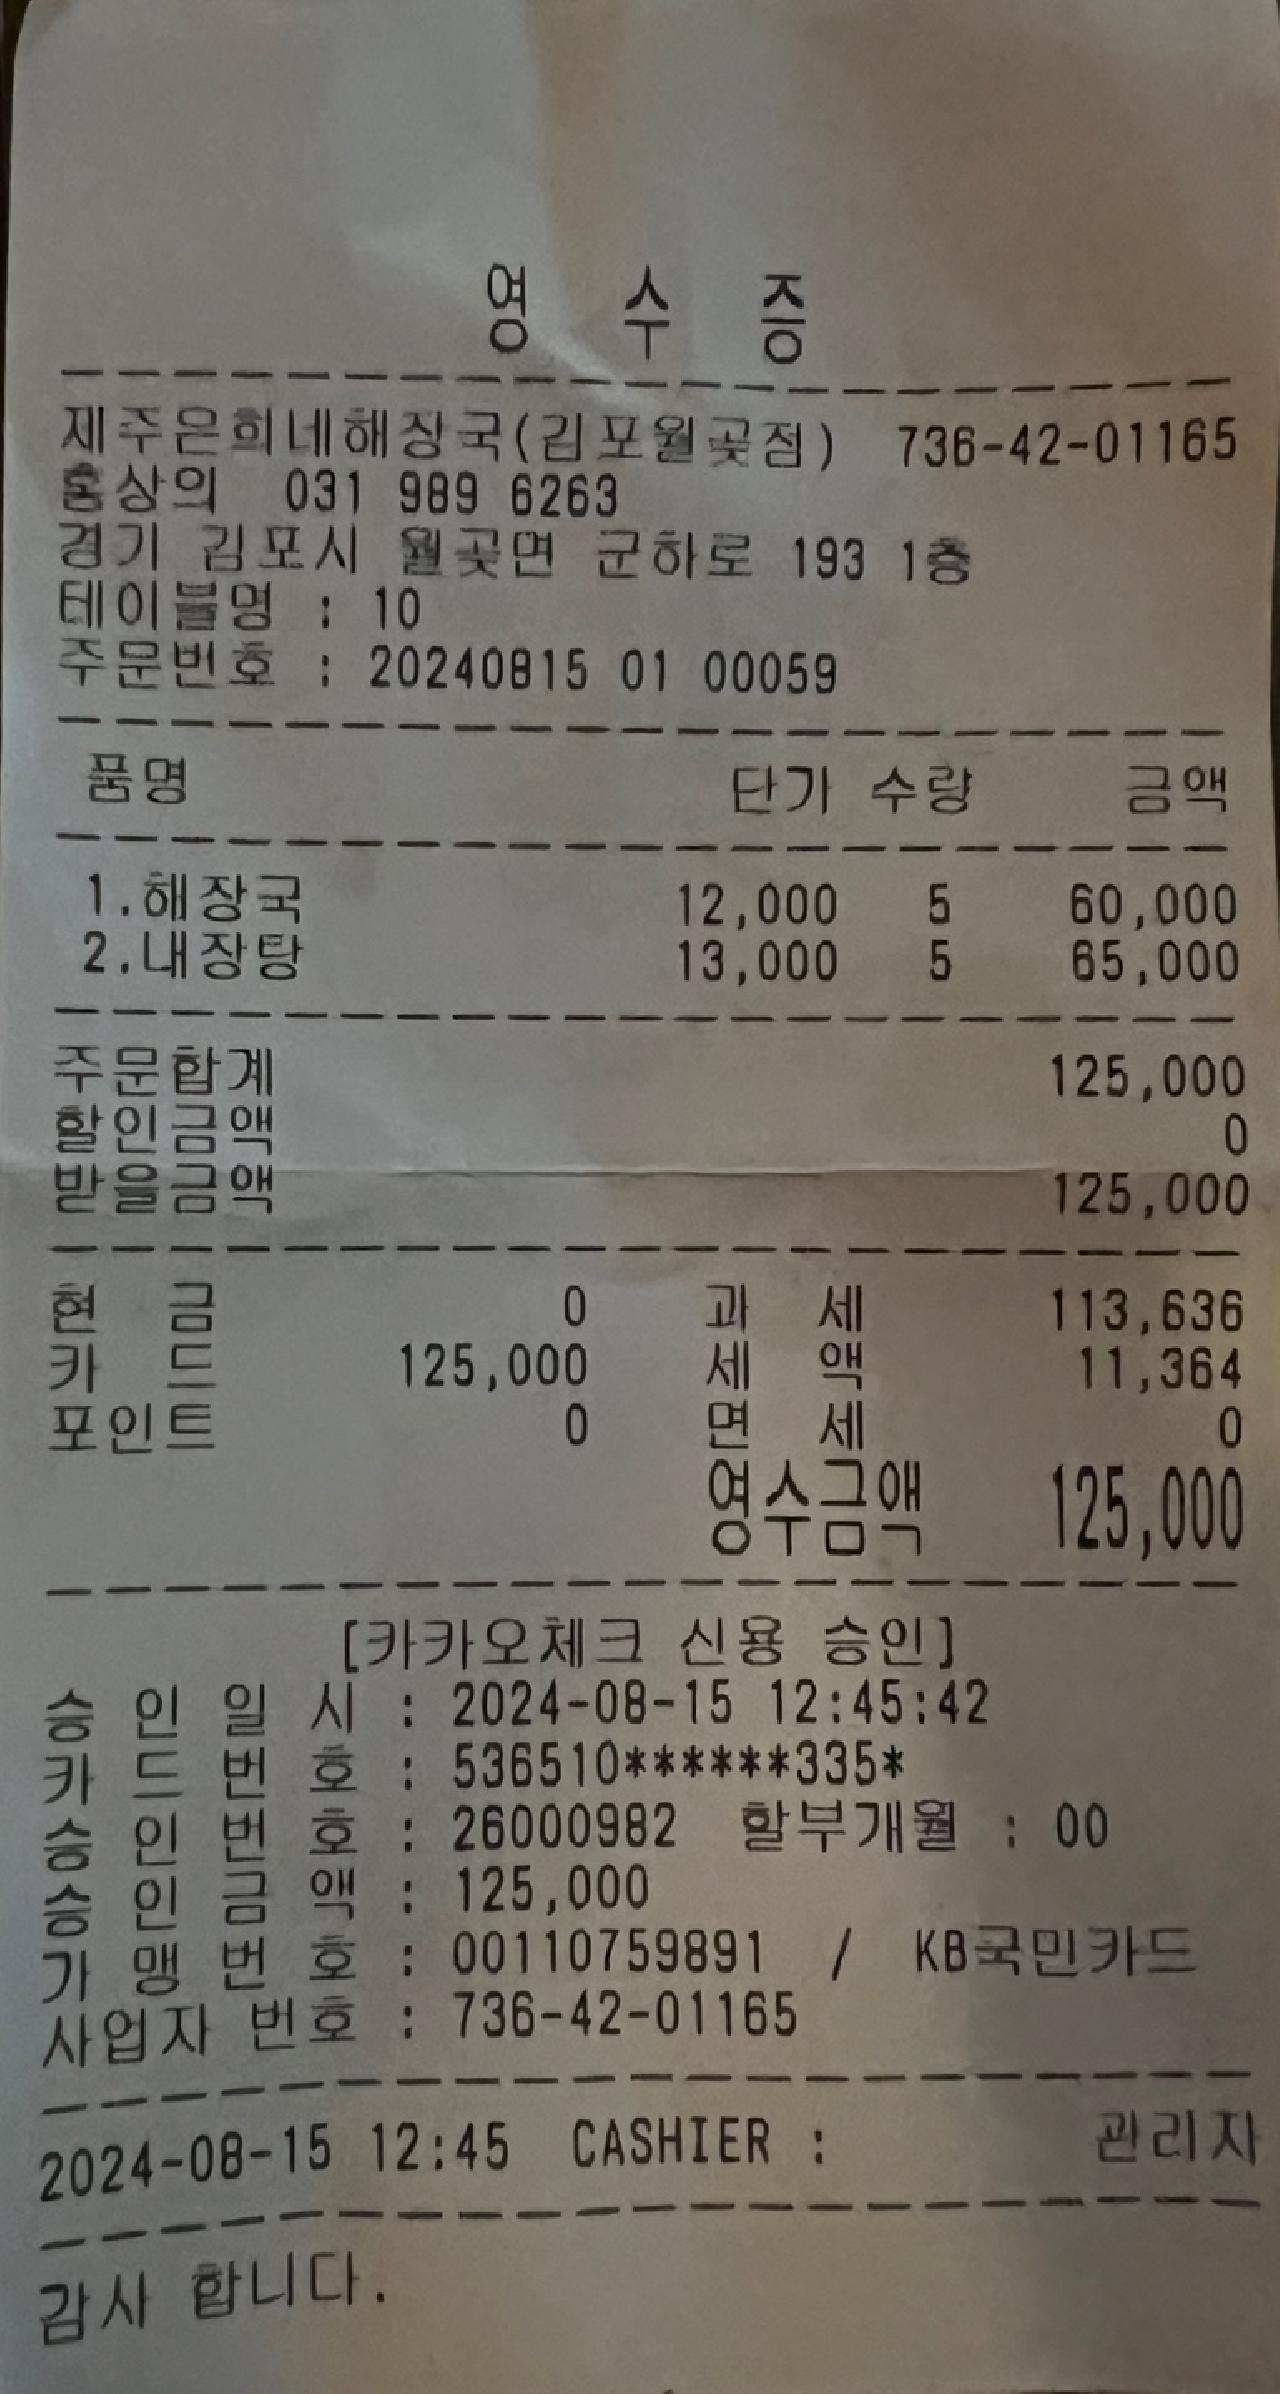 영 수 증
제주은희네해장국(김포월곶점) 736-42-01165
홍상의 031 989 6263
경기 김포시 월곶면 군하로 193 1층
테이블명 : 10
주문번호 : 20240815 01 00059
품명 단가 수량 금액
1.해장국 12,000 5 60,000
2.내장탕 13,000 5 65,000
주문합계 125,000
할인금액 0
받을금액 125,000
현 금 0 과 세 113,636
카 드 125,000 세 액 11,364
포인트 0 면 세 0
영수금액 125,000
[카카오체크 신용 승인]
승 인 일 시 : 2024-08-15 12:45:42
카 드 번 호 : 536510******335*
승 인 번 호 : 26000982 할부개월 : 00
승 인 금 액 : 125,000
가 맹 번 호 : 00110759891 / KB국민카드
사업자 번호 : 736-42-01165
2024-08-15 12:45 CASHIER : 관리자
감사 합니다.